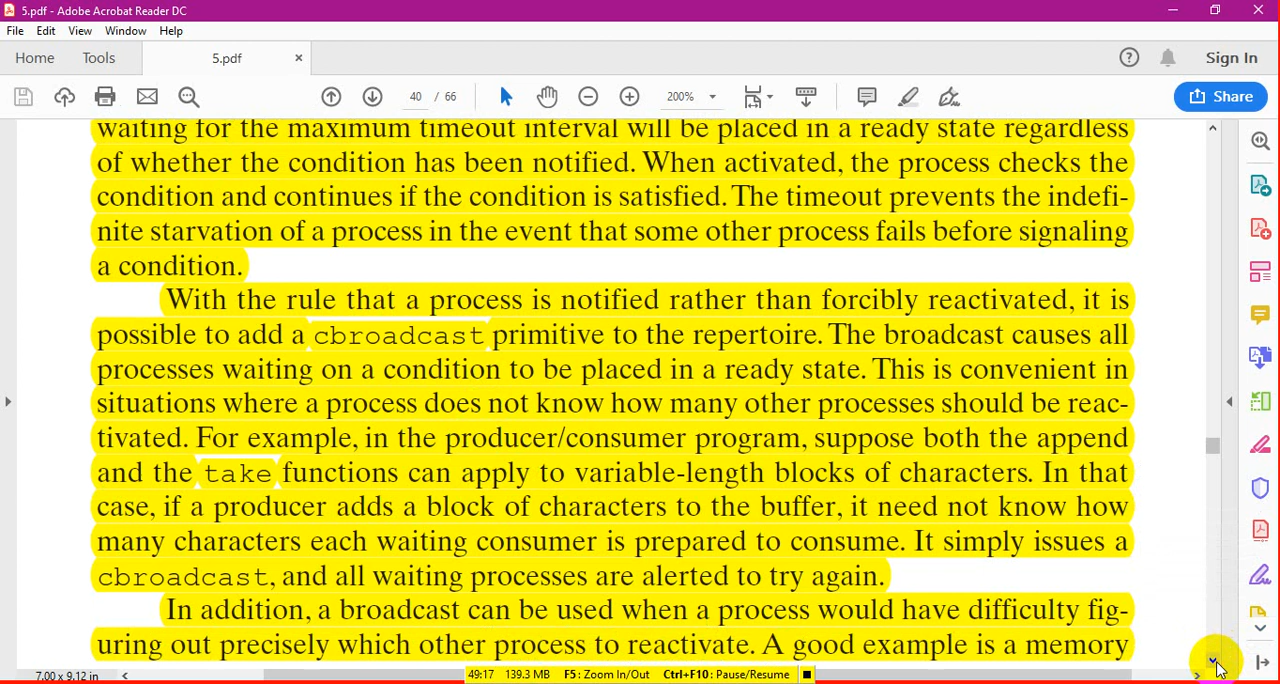 5.pdf - Adobe Acrobat Reader DC
File Edit View Window Help
Home Tools 5.pdf × Sign In
40 / 66 200% Share
waiting for the maximum timeout interval will be placed in a ready state regardless
of whether the condition has been notified. When activated, the process checks the
condition and continues if the condition is satisfied. The timeout prevents the indefi-
nite starvation of a process in the event that some other process fails before signaling
a condition.
With the rule that a process is notified rather than forcibly reactivated, it is
possible to add a cbroadcast primitive to the repertoire. The broadcast causes all
processes waiting on a condition to be placed in a ready state. This is convenient in
situations where a process does not know how many other processes should be reac-
tivated. For example, in the producer/consumer program, suppose both the append
and the take functions can apply to variable-length blocks of characters. In that
case, if a producer adds a block of characters to the buffer, it need not know how
many characters each waiting consumer is prepared to consume. It simply issues a
cbroadcast, and all waiting processes are alerted to try again.
In addition, a broadcast can be used when a process would have difficulty fig-
uring out precisely which other process to reactivate. A good example is a memory
7.00 x 9.12 in
49:17 139.3 MB F5: Zoom In/Out Ctrl+F10: Pause/Resume